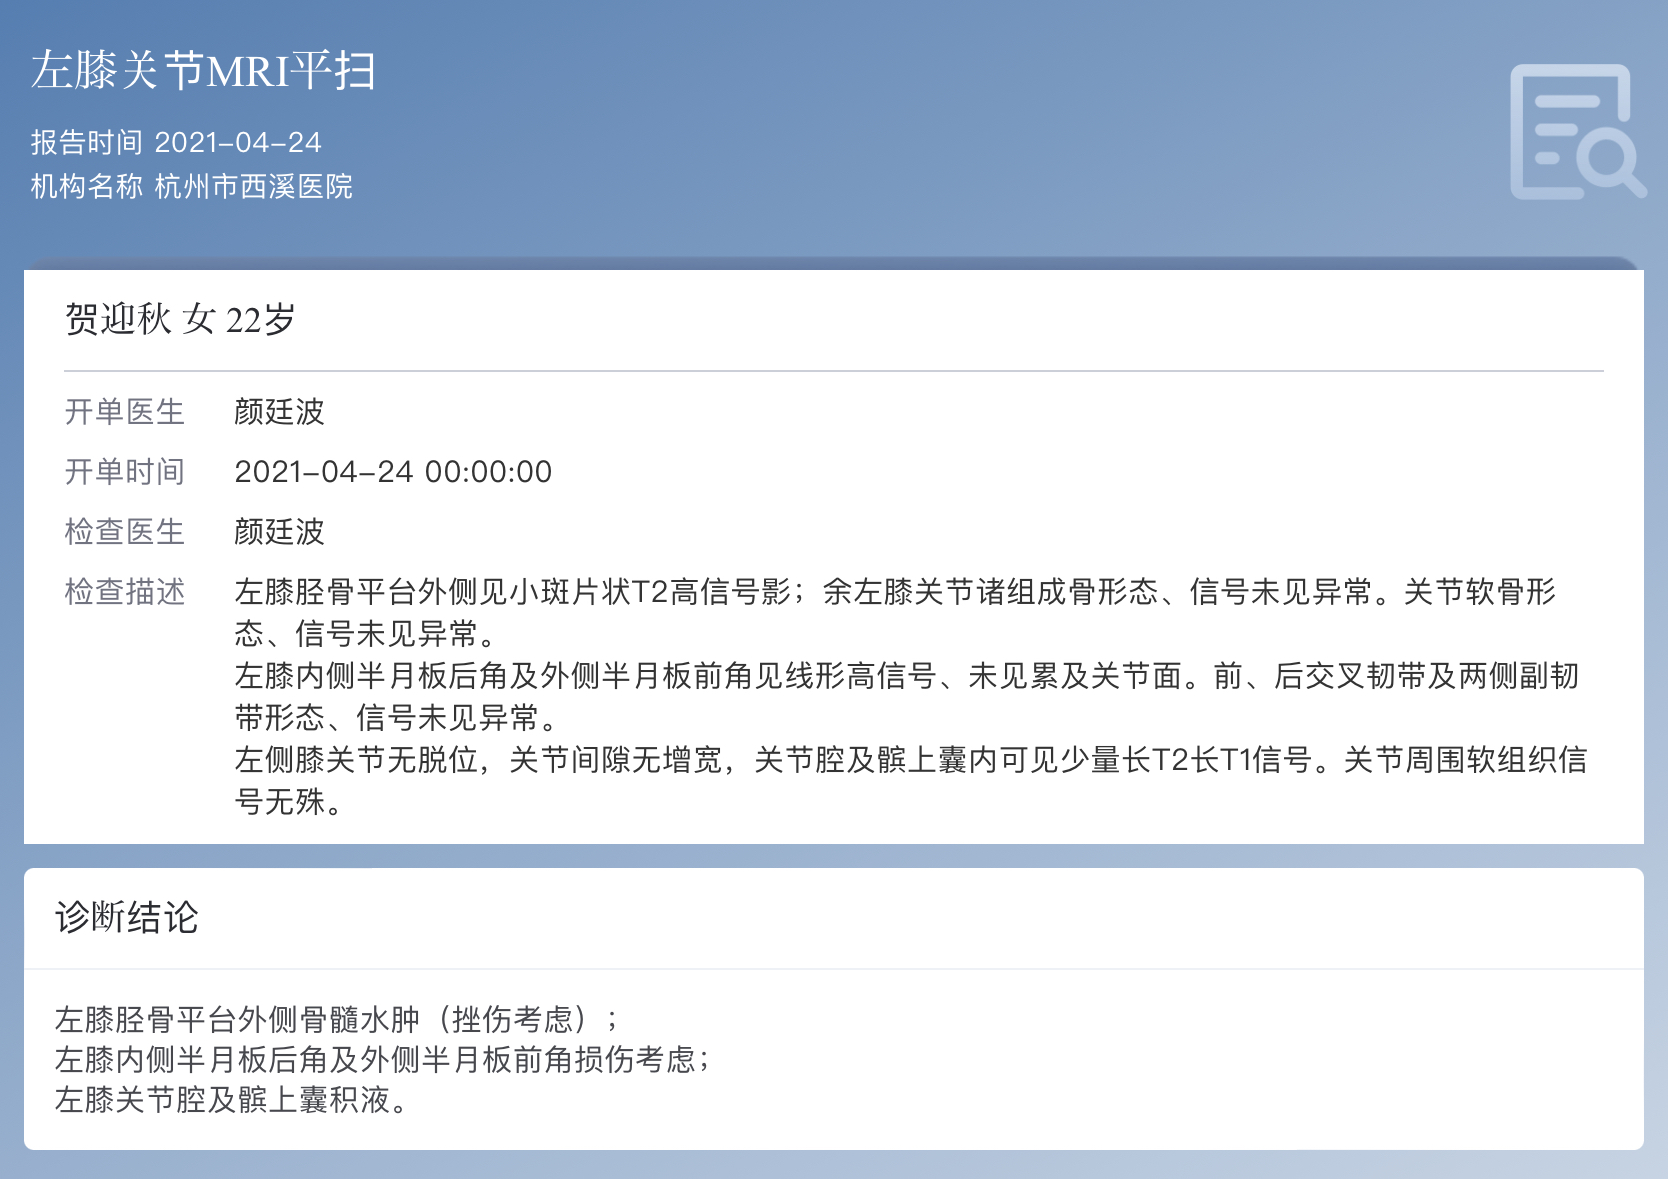 左膝关节MRI平扫
报告时间 2021-04-24
机构名称 杭州市西溪医院
贺迎秋 女 22岁
开单医生 颜廷波
开单时间 2021-04-24 00:00:00
检查医生 颜廷波
检查描述 左膝胫骨平台外侧见小斑片状T2高信号影；余左膝关节诸组成骨形态、信号未见异常。关节软骨形
态、信号未见异常。
左膝内侧半月板后角及外侧半月板前角见线形高信号、未见累及关节面。前、后交叉韧带及两侧副韧
带形态、信号未见异常。
左侧膝关节无脱位，关节间隙无增宽，关节腔及髌上囊内可见少量长T2长T1信号。关节周围软组织信
号无殊。
诊断结论
左膝胫骨平台外侧骨髓水肿（挫伤考虑）；
左膝内侧半月板后角及外侧半月板前角损伤考虑；
左膝关节腔及髌上囊积液。